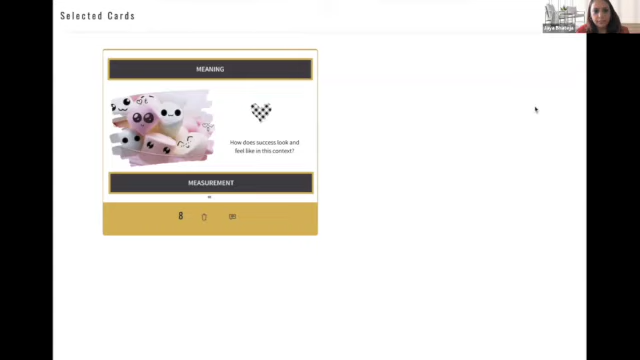 Selected Cards
MEANING
How does success look and
feel like in this context?
MEASUREMENT
8